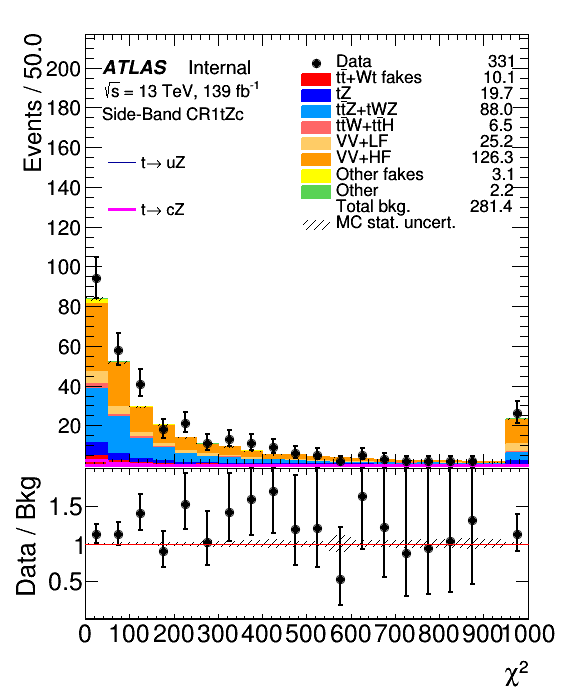 ATLAS Internal
√s = 13 TeV, 139 fb⁻¹
Side-Band CR1tZc
t→ uZ
t→ cZ
Data 331
tt̄+Wt fakes 10.1
tZ 19.7
tt̄Z+tWZ 88.0
tt̄W+tt̄H 6.5
VV+LF 25.2
VV+HF 126.3
Other fakes 3.1
Other 2.2
Total bkg. 281.4
MC stat. uncert.
Events / 50.0
200
180
160
140
120
100
80
60
40
20
Data / Bkg
1.5
1
0.5
0 100 200 300 400 500 600 700 800 900 1000
χ²